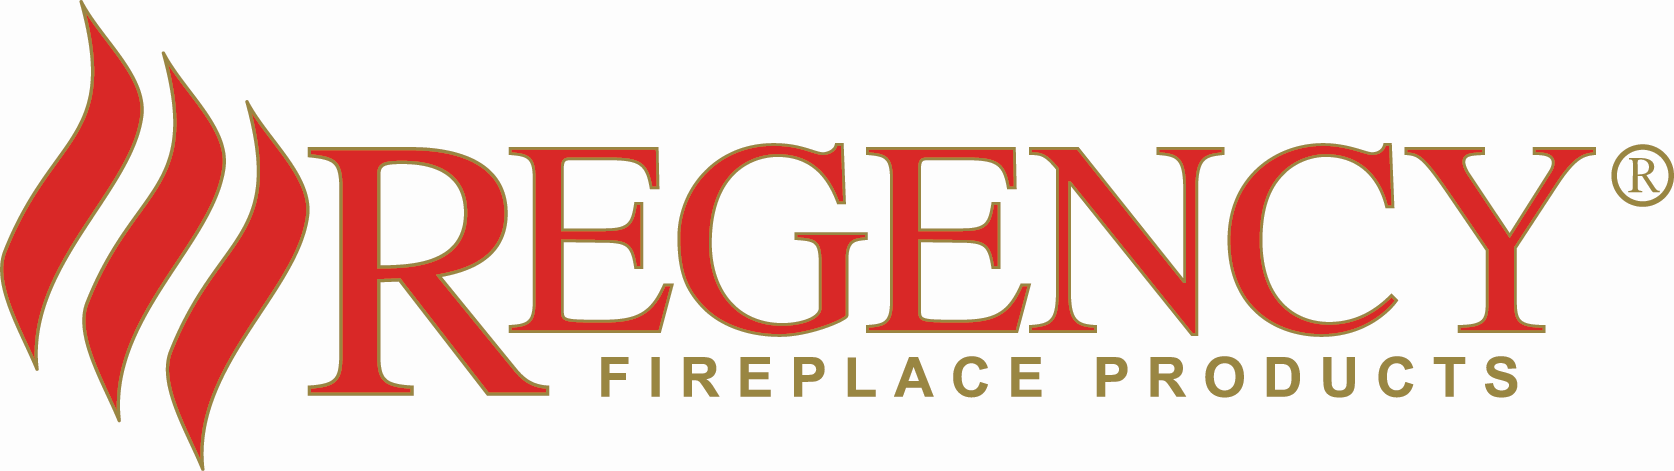 REGENCY®
FIREPLACE PRODUCTS